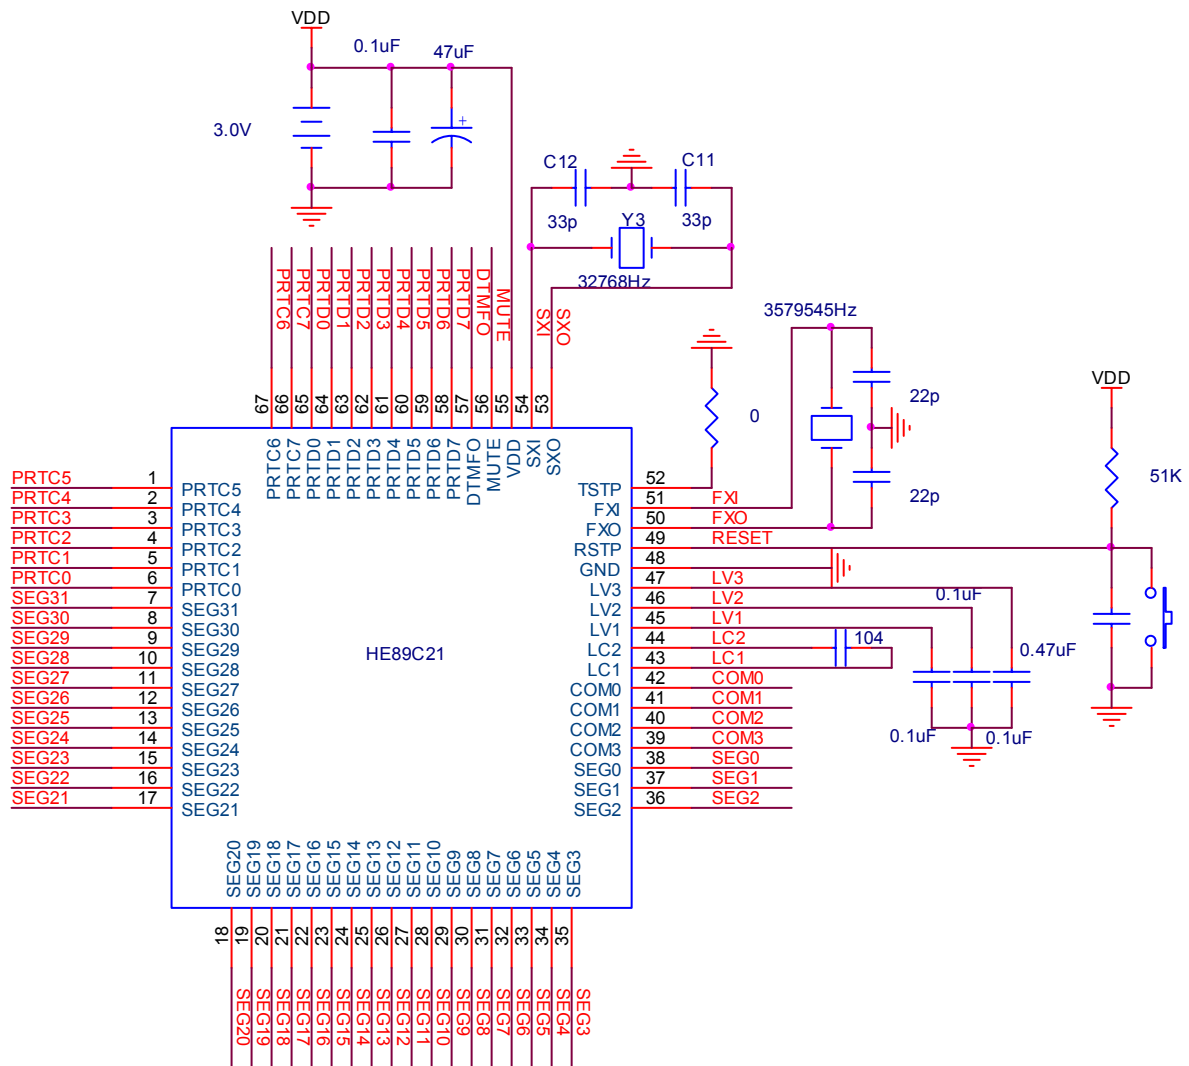 VDD
0.1uF
47uF
3.0V
+
C12
C11
33p
Y3
33p
32768Hz
PRTC6
PRTC7
PRTD0
PRTD1
PRTD2
PRTD3
PRTD4
PRTD5
PRTD6
PRTD7
DTMFO
MUTE
SXI
SXO
3579545Hz
22p
22p
0
VDD
51K
67
66
65
64
63
62
61
60
59
58
57
56
55
54
53
PRTC6
PRTC7
PRTD0
PRTD1
PRTD2
PRTD3
PRTD4
PRTD5
PRTD6
PRTD7
DTMFO
MUTE
VDD
SXI
SXO
PRTC5 1 PRTC5
PRTC4 2 PRTC4
PRTC3 3 PRTC3
PRTC2 4 PRTC2
PRTC1 5 PRTC1
PRTC0 6 PRTC0
SEG31 7 SEG31
SEG30 8 SEG30
SEG29 9 SEG29
SEG28 10 SEG28
SEG27 11 SEG27
SEG26 12 SEG26
SEG25 13 SEG25
SEG24 14 SEG24
SEG23 15 SEG23
SEG22 16 SEG22
SEG21 17 SEG21
HE89C21
TSTP 52
FXI 51 FXI
FXO 50 FXO
RSTP 49 RESET
GND 48
LV3 47 LV3
LV2 46 LV2
LV1 45 LV1
LC2 44 LC2
LC1 43 LC1
COM0 42 COM0
COM1 41 COM1
COM2 40 COM2
COM3 39 COM3
SEG0 38 SEG0
SEG1 37 SEG1
SEG2 36 SEG2
0.1uF
104
0.47uF
0.1uF
0.1uF
SEG20
SEG19
SEG18
SEG17
SEG16
SEG15
SEG14
SEG13
SEG12
SEG11
SEG10
SEG9
SEG8
SEG7
SEG6
SEG5
SEG4
SEG3
18
19
20
21
22
23
24
25
26
27
28
29
30
31
32
33
34
35
SEG20
SEG19
SEG18
SEG17
SEG16
SEG15
SEG14
SEG13
SEG12
SEG11
SEG10
SEG9
SEG8
SEG7
SEG6
SEG5
SEG4
SEG3